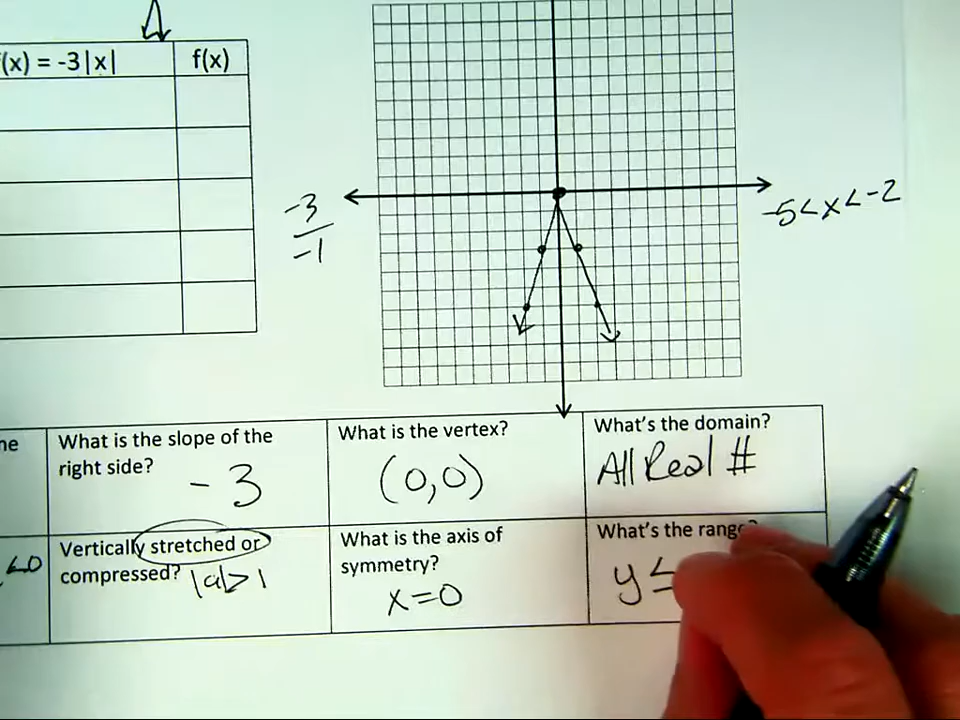 (x) = -3|x|
f(x)
-3
-1
-5<x<-2
What is the slope of the
right side?
-3
What is the vertex?
(0,0)
What's the domain?
All Real #
<0
Vertically stretched or
compressed? |a|>1
What is the axis of
symmetry?
x=0
What's the range?
y≤